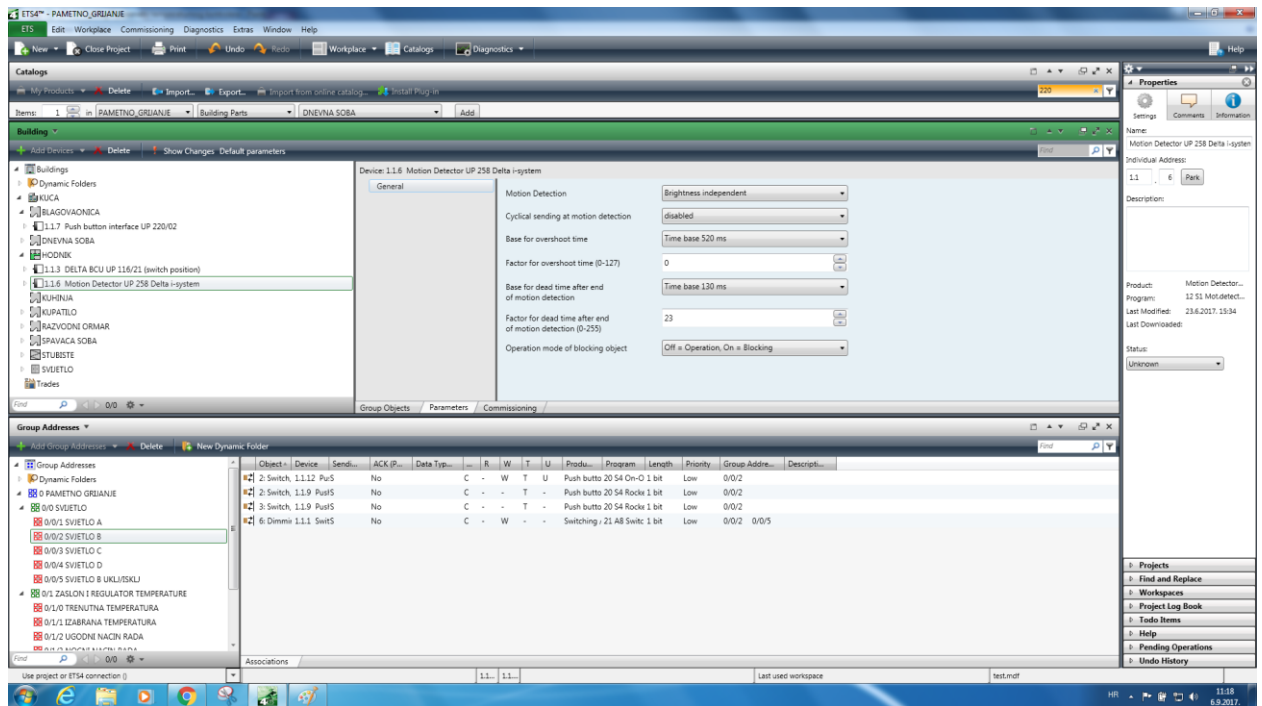 ETS4™ - PAMETNO_GRIJANJE
ETS Edit Workplace Commissioning Diagnostics Extras Window Help
New Close Project Print Undo Redo Workplace Catalogs Diagnostics Help
Catalogs
My Products Delete Import... Export... Import from online catalog... Install Plug-in 220
Items: 1 in PAMETNO_GRIJANJE Building Parts DNEVNA SOBA Add
Building
Add Devices Delete Show Changes Default parameters Find
Buildings
Dynamic Folders
KUCA
BLAGOVAONICA
1.1.7 Push button interface UP 220/02
DNEVNA SOBA
HODNIK
1.1.3 DELTA BCU UP 116/21 (switch position)
1.1.6 Motion Detector UP 258 Delta i-system
KUHINJA
KUPATILO
RAZVODNI ORMAR
SPAVACA SOBA
STUBISTE
SVIJETLO
Trades
Find 0/0
Device: 1.1.6 Motion Detector UP 258 Delta i-system
General
Motion Detection Brightness independent
Cyclical sending at motion detection disabled
Base for overshoot time Time base 520 ms
Factor for overshoot time (0-127) 0
Base for dead time after end Time base 130 ms
of motion detection
Factor for dead time after end 23
of motion detection (0-255)
Operation mode of blocking object Off = Operation, On = Blocking
Group Objects Parameters Commissioning
Group Addresses
Add Group Addresses Delete New Dynamic Folder Find
Group Addresses
Dynamic Folders
0 PAMETNO GRIJANJE
0/0 SVIJETLO
0/0/1 SVJETLO A
0/0/2 SVJETLO B
0/0/3 SVJETLO C
0/0/4 SVJETLO D
0/0/5 SVJETLO B UKLJ/ISKLJ
0/1 ZASLON I REGULATOR TEMPERATURE
0/1/0 TRENUTNA TEMPERATURA
0/1/1 IZABRANA TEMPERATURA
0/1/2 UGODNI NACIN RADA
Find 0/0
Object Device Sendi... ACK (P... Data Typ... ... R W T U Produ... Program Length Priority Group Addre... Descripti...
2: Switch, 1.1.12 Pu: S No C - W T U Push butto 20 S4 On-O 1 bit Low 0/0/2
2: Switch, 1.1.9 Pusl S No C - - T - Push butto 20 S4 Rocke 1 bit Low 0/0/2
3: Switch, 1.1.9 Pusl S No C - - T - Push butto 20 S4 Rocke 1 bit Low 0/0/2
6: Dimmi 1.1.1 Swit S No C - W - - Switching / 21 A8 Switc 1 bit Low 0/0/2 0/0/5
Associations
Properties
Settings Comments Information
Name:
Motion Detector UP 258 Delta i-systen
Individual Address:
1.1 . 6 Park
Description:
Product: Motion Detector...
Program: 12 S1 Mot.detect...
Last Modified: 23.6.2017. 15:34
Last Downloaded:
Status:
Unknown
Projects
Find and Replace
Workspaces
Project Log Book
Todo Items
Help
Pending Operations
Undo History
Use project or ETS4 connection () 1.1... 1.1... Last used workspace test.mdf
HR 11:18
6.9.2017.